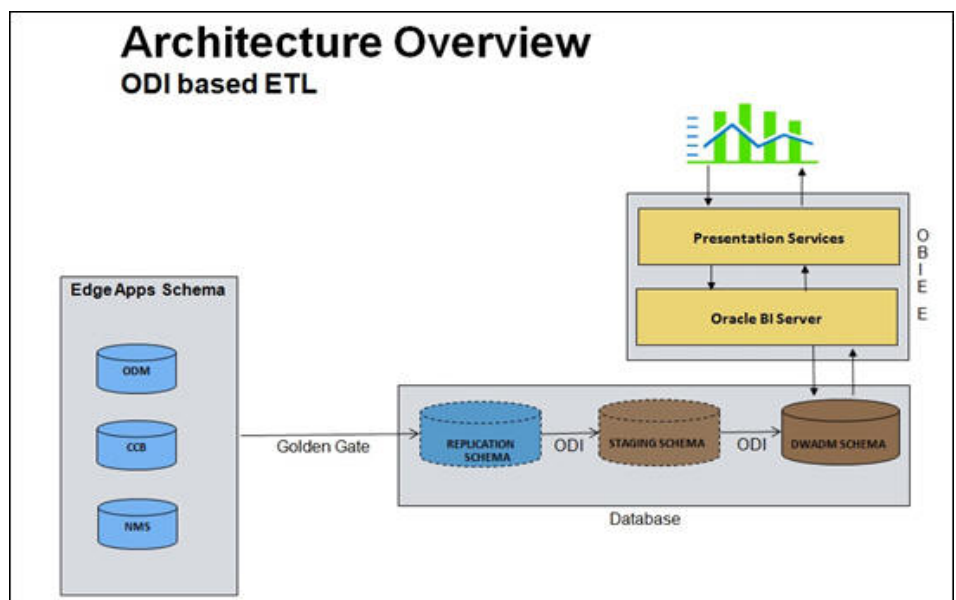 Architecture Overview
ODI based ETL
Presentation Services
Oracle BI Server
OBIEE
Edge Apps Schema
ODM
CCB
NMS
Golden Gate
REPLICATION
SCHEMA
ODI
STAGING SCHEMA
ODI
DWADM SCHEMA
Database